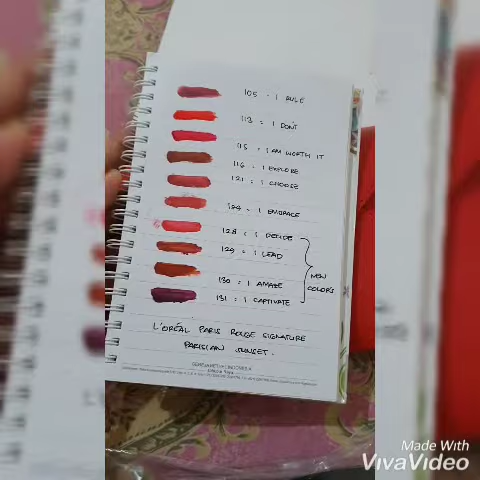 105 : I RULE
113 : I DON'T
115 : I AM WORTH IT
116 : I EXPLORE
121 : I CHOOSE
124 : I EMBRACE
128 : I DECIDE
129 : I LEAD
130 : I AMAZE
131 : I CAPTIVATE
NEW
COLORS
L'ORÉAL PARIS ROUGE SIGNATURE
PARISIAN SUNSET.
Made With
VivaVideo